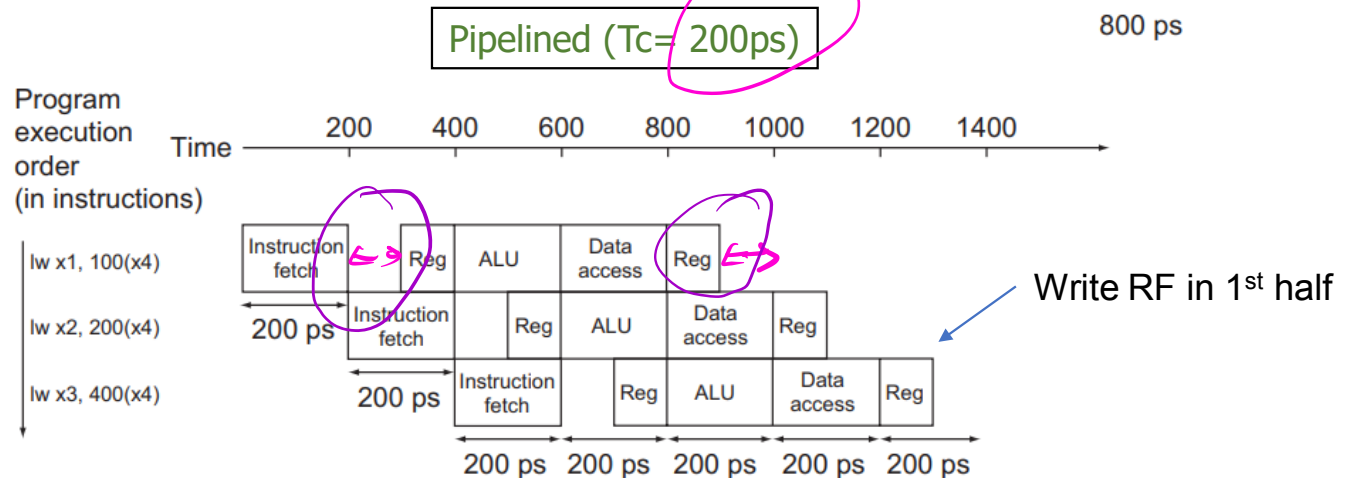 Pipelined (Tc= 200ps)
800 ps
Program
execution
order
(in instructions)
Time
200 400 600 800 1000 1200 1400
lw x1, 100(x4)
Instruction
fetch
Reg
ALU
Data
access
Reg
200 ps
lw x2, 200(x4)
Instruction
fetch
Reg
ALU
Data
access
Reg
Write RF in 1st half
200 ps
lw x3, 400(x4)
Instruction
fetch
Reg
ALU
Data
access
Reg
200 ps 200 ps 200 ps 200 ps 200 ps